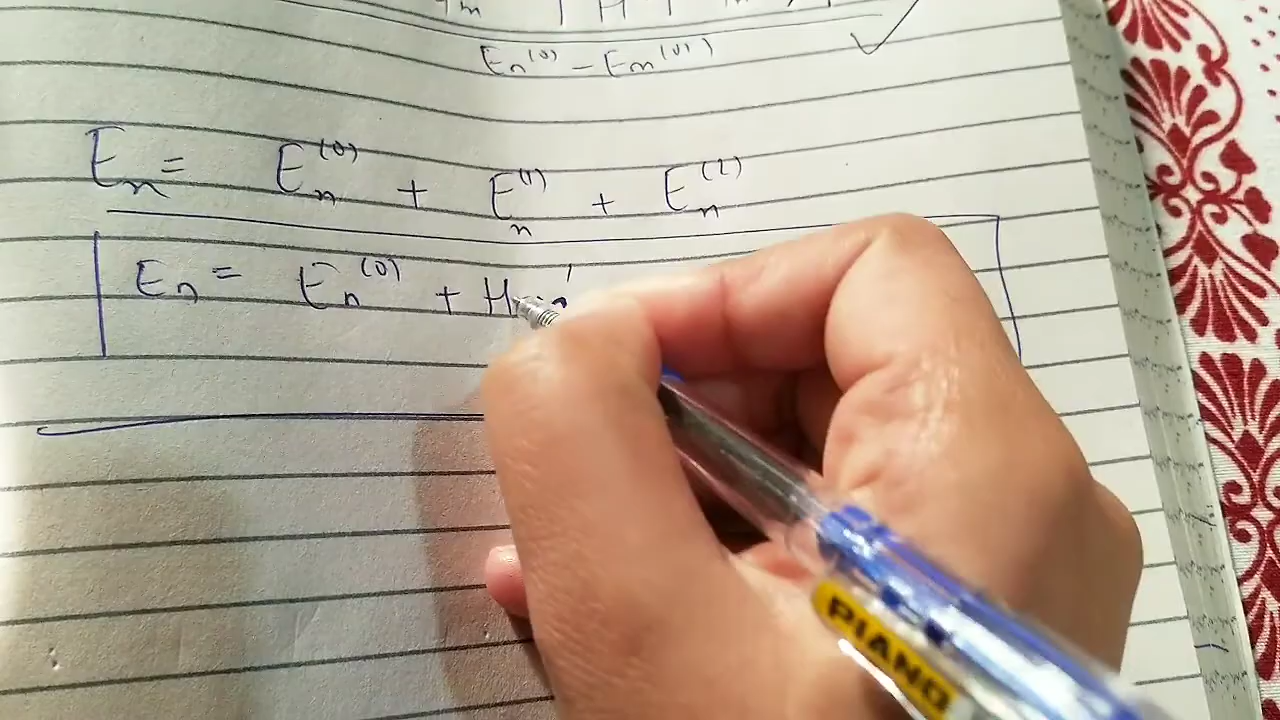 En(0) - Em(0)
En = En(0) + En(1) + En(2)
En = En(0) + H
PIANO